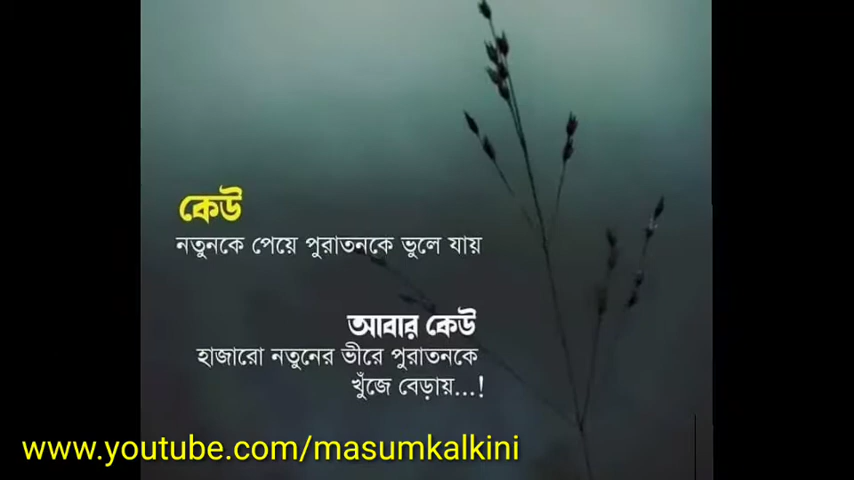 কেউ
নতুনকে পেয়ে পুরাতনকে ভুলে যায়
আবার কেউ
হাজারো নতুনের ভীরে পুরাতনকে
খুঁজে বেড়ায়...!
www.youtube.com/masumkalkini